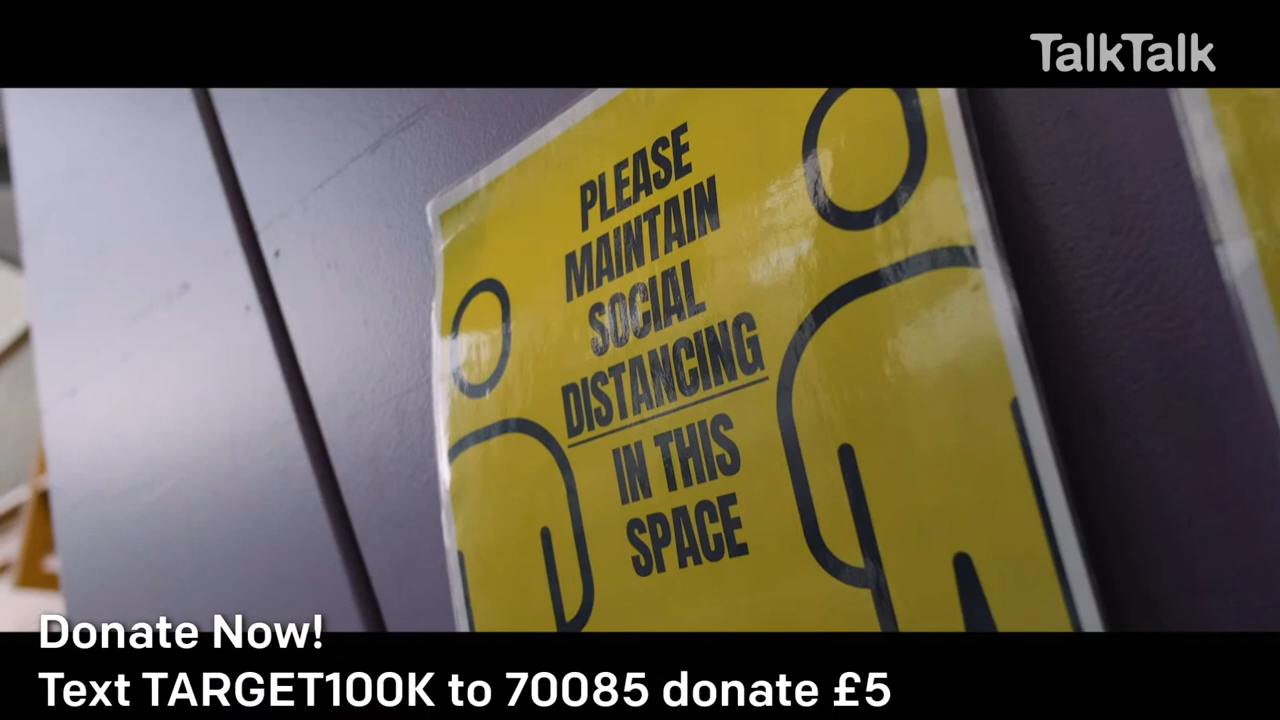 TalkTalk
PLEASE
MAINTAIN
SOCIAL
DISTANCING
IN THIS
SPACE
Donate Now!
Text TARGET100K to 70085 donate £5